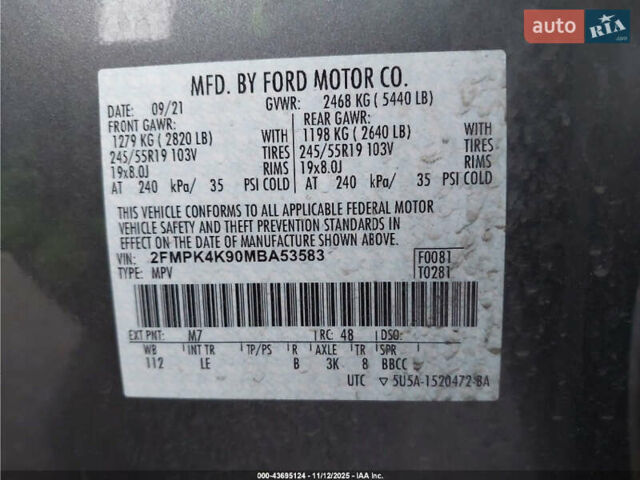 auto RIA .com
MFD. BY FORD MOTOR CO.
DATE: 09/21 GVWR: 2468 KG ( 5440 LB)
FRONT GAWR: REAR GAWR:
1279 KG ( 2820 LB) WITH 1198 KG ( 2640 LB) WITH
245/55R19 103V TIRES 245/55R19 103V TIRES
19x8.0J RIMS 19x8.0J RIMS
AT 240 kPa/ 35 PSI COLD AT 240 kPa/ 35 PSI COLD
THIS VEHICLE CONFORMS TO ALL APPLICABLE FEDERAL MOTOR
VEHICLE SAFETY AND THEFT PREVENTION STANDARDS IN
EFFECT ON THE DATE OF MANUFACTURE SHOWN ABOVE.
VIN: 2FMPK4K90MBA53583 F0081
TYPE: MPV T0281
EXT PNT: M7 RC: 48 DSO:
WB INT TR TP/PS R AXLE TR SPR
112 LE B 3K 8 BBCC
UTC ▽ 5U5A-1520472-BA
000-43695124 - 11/12/2025 - IAA Inc.